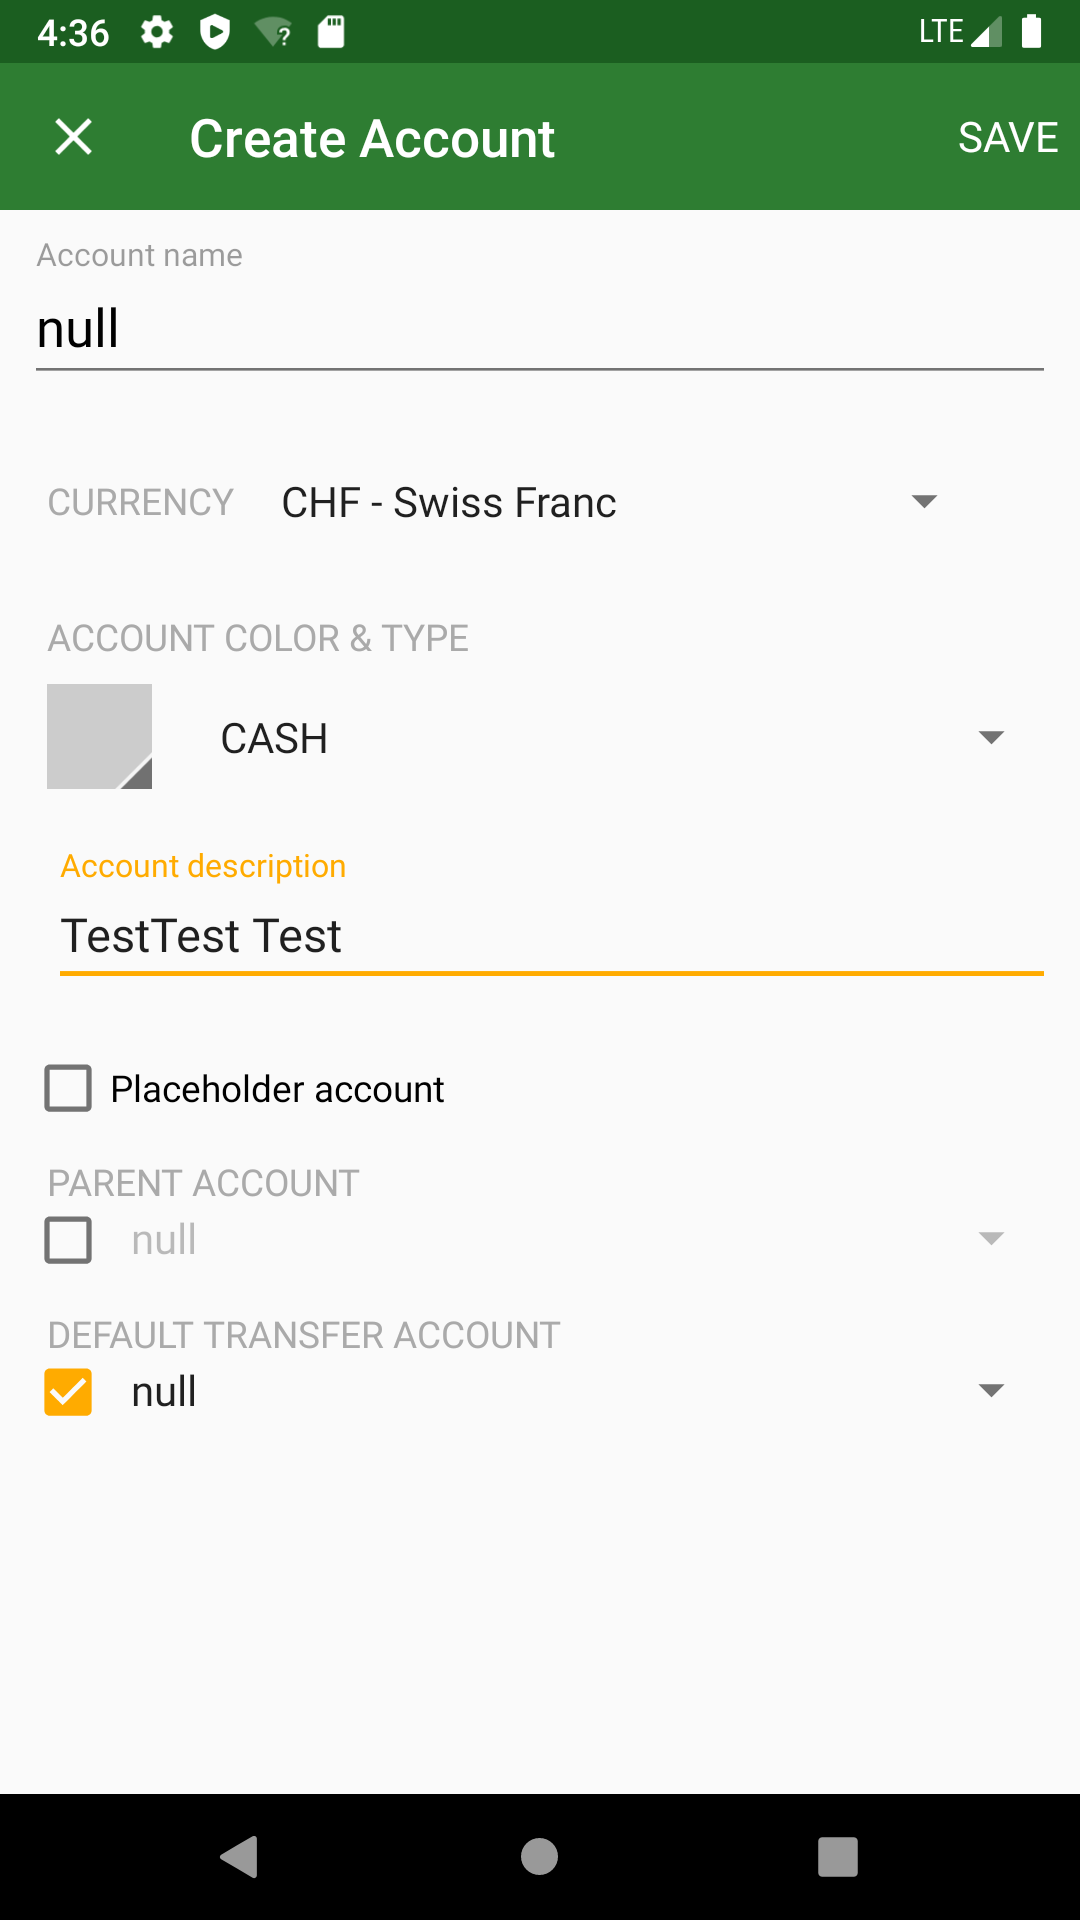 4:36
LTE
Create Account
SAVE
Account name
null
CURRENCY
CHF - Swiss Franc
ACCOUNT COLOR & TYPE
CASH
Account description
TestTest Test
Placeholder account
PARENT ACCOUNT
null
DEFAULT TRANSFER ACCOUNT
null